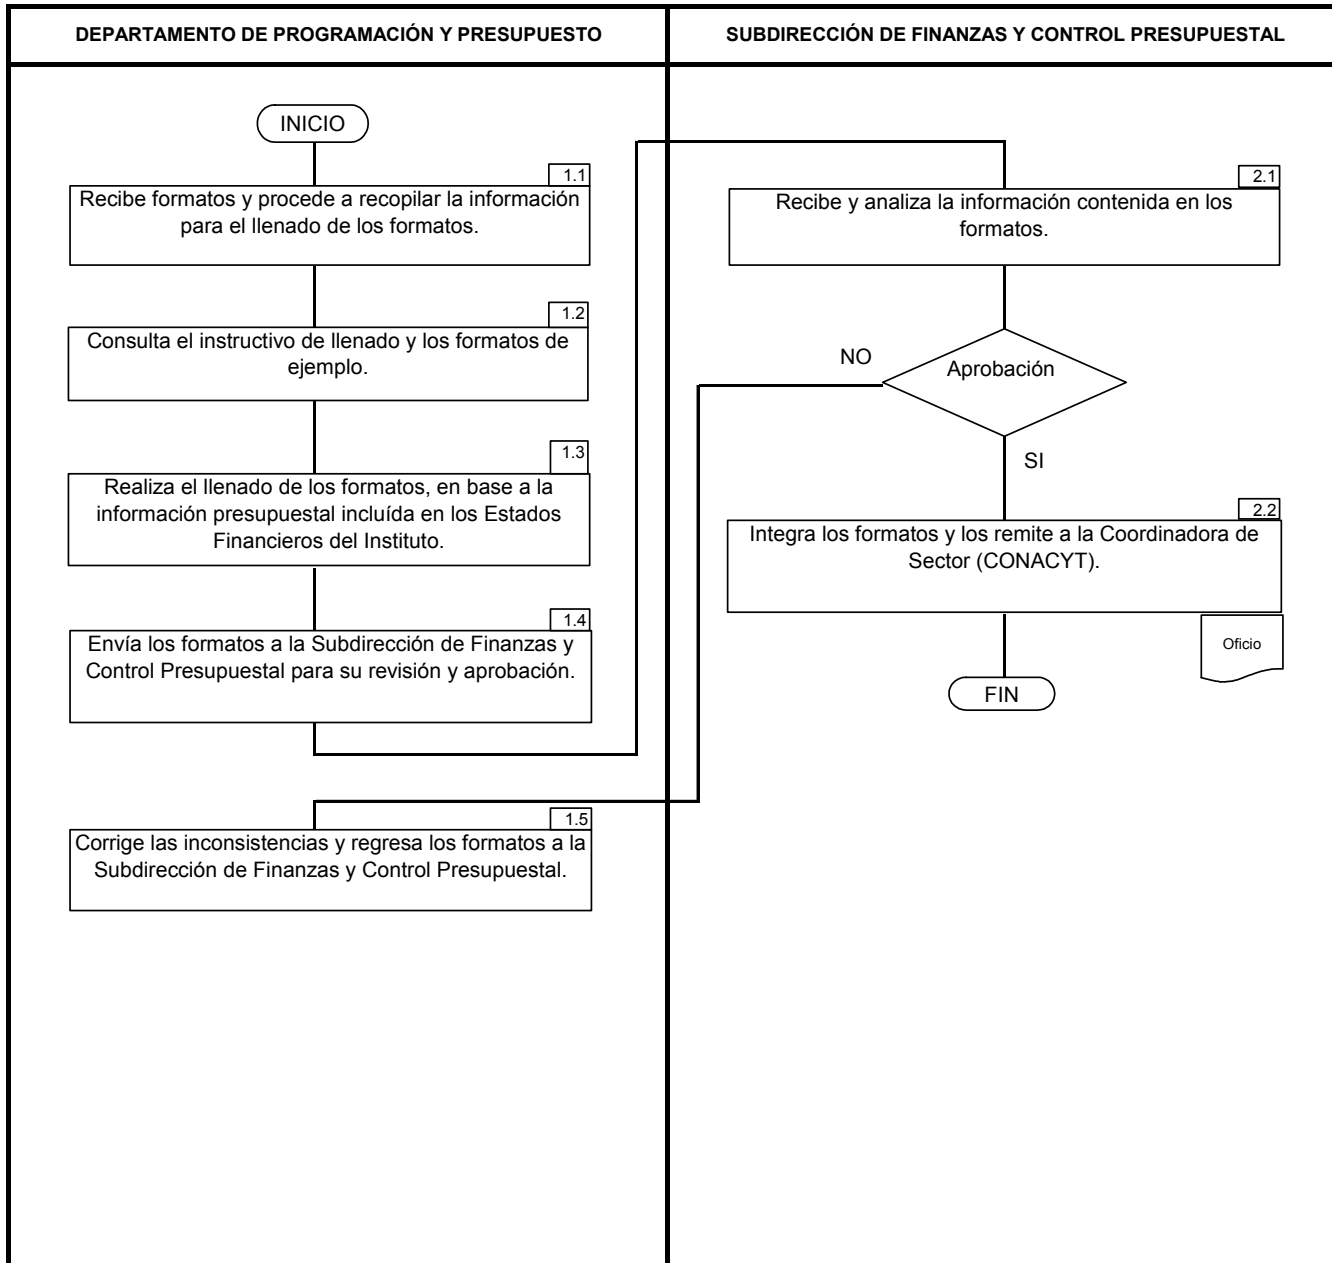 DEPARTAMENTO DE PROGRAMACIÓN Y PRESUPUESTO
SUBDIRECCIÓN DE FINANZAS Y CONTROL PRESUPUESTAL
INICIO
1.1
Recibe formatos y procede a recopilar la información
para el llenado de los formatos.
1.2
Consulta el instructivo de llenado y los formatos de
ejemplo.
1.3
Realiza el llenado de los formatos, en base a la
información presupuestal incluída en los Estados
Financieros del Instituto.
1.4
Envía los formatos a la Subdirección de Finanzas y
Control Presupuestal para su revisión y aprobación.
1.5
Corrige las inconsistencias y regresa los formatos a la
Subdirección de Finanzas y Control Presupuestal.
2.1
Recibe y analiza la información contenida en los
formatos.
NO
Aprobación
SI
2.2
Integra los formatos y los remite a la Coordinadora de
Sector (CONACYT).
Oficio
FIN